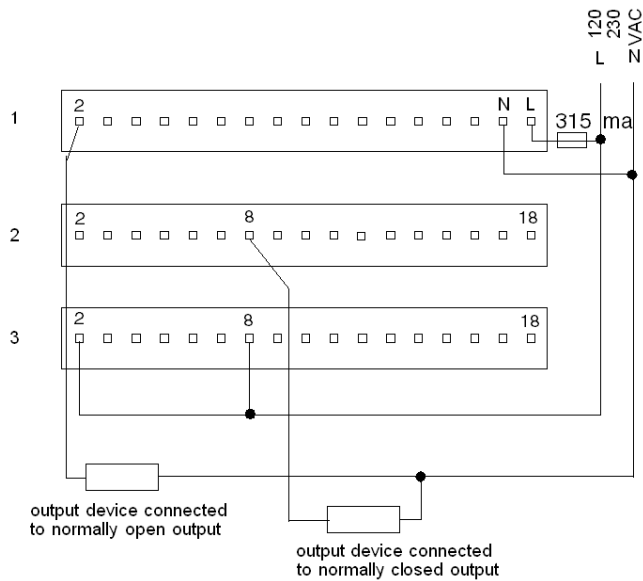 120
230
VAC
L N
1
2
N L
315 ma
2
2
8
18
3
2
8
18
output device connected
to normally open output
output device connected
to normally closed output